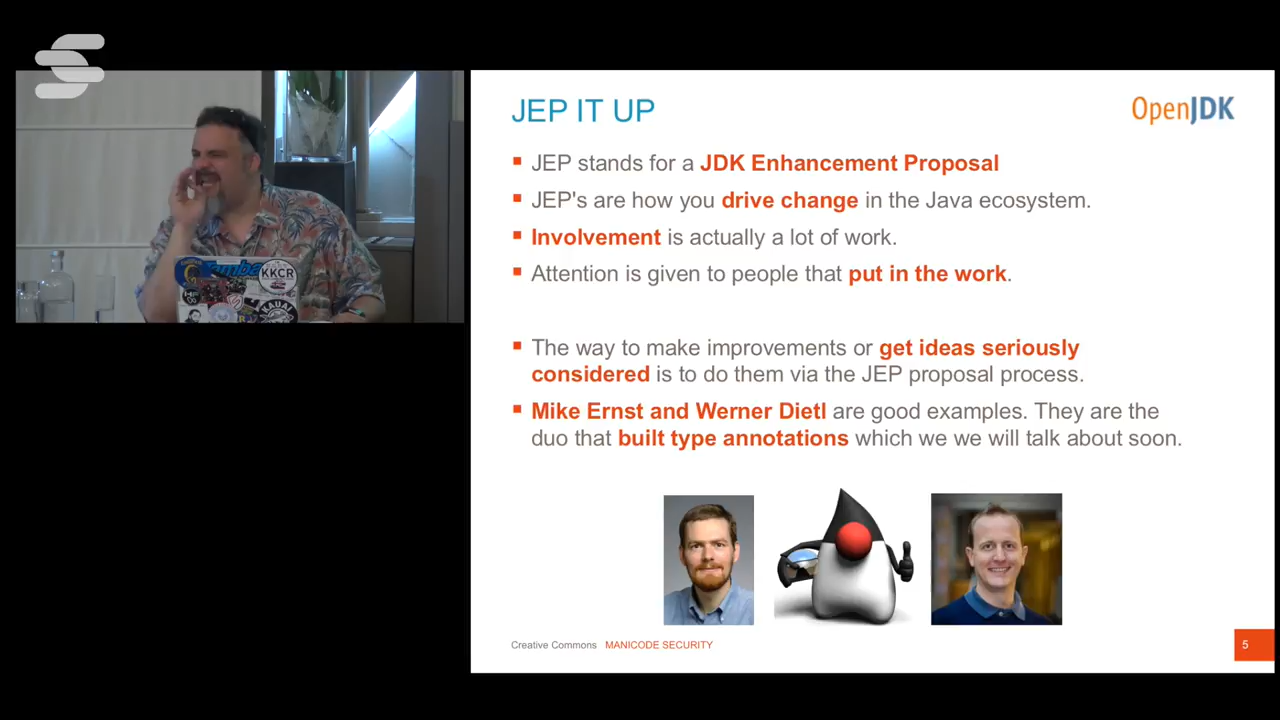 JEP IT UP
OpenJDK
JEP stands for a JDK Enhancement Proposal
JEP's are how you drive change in the Java ecosystem.
Involvement is actually a lot of work.
Attention is given to people that put in the work.
The way to make improvements or get ideas seriously
considered is to do them via the JEP proposal process.
Mike Ernst and Werner Dietl are good examples. They are the
duo that built type annotations which we we will talk about soon.
KKCR
KAUAI
Creative Commons MANICODE SECURITY
5